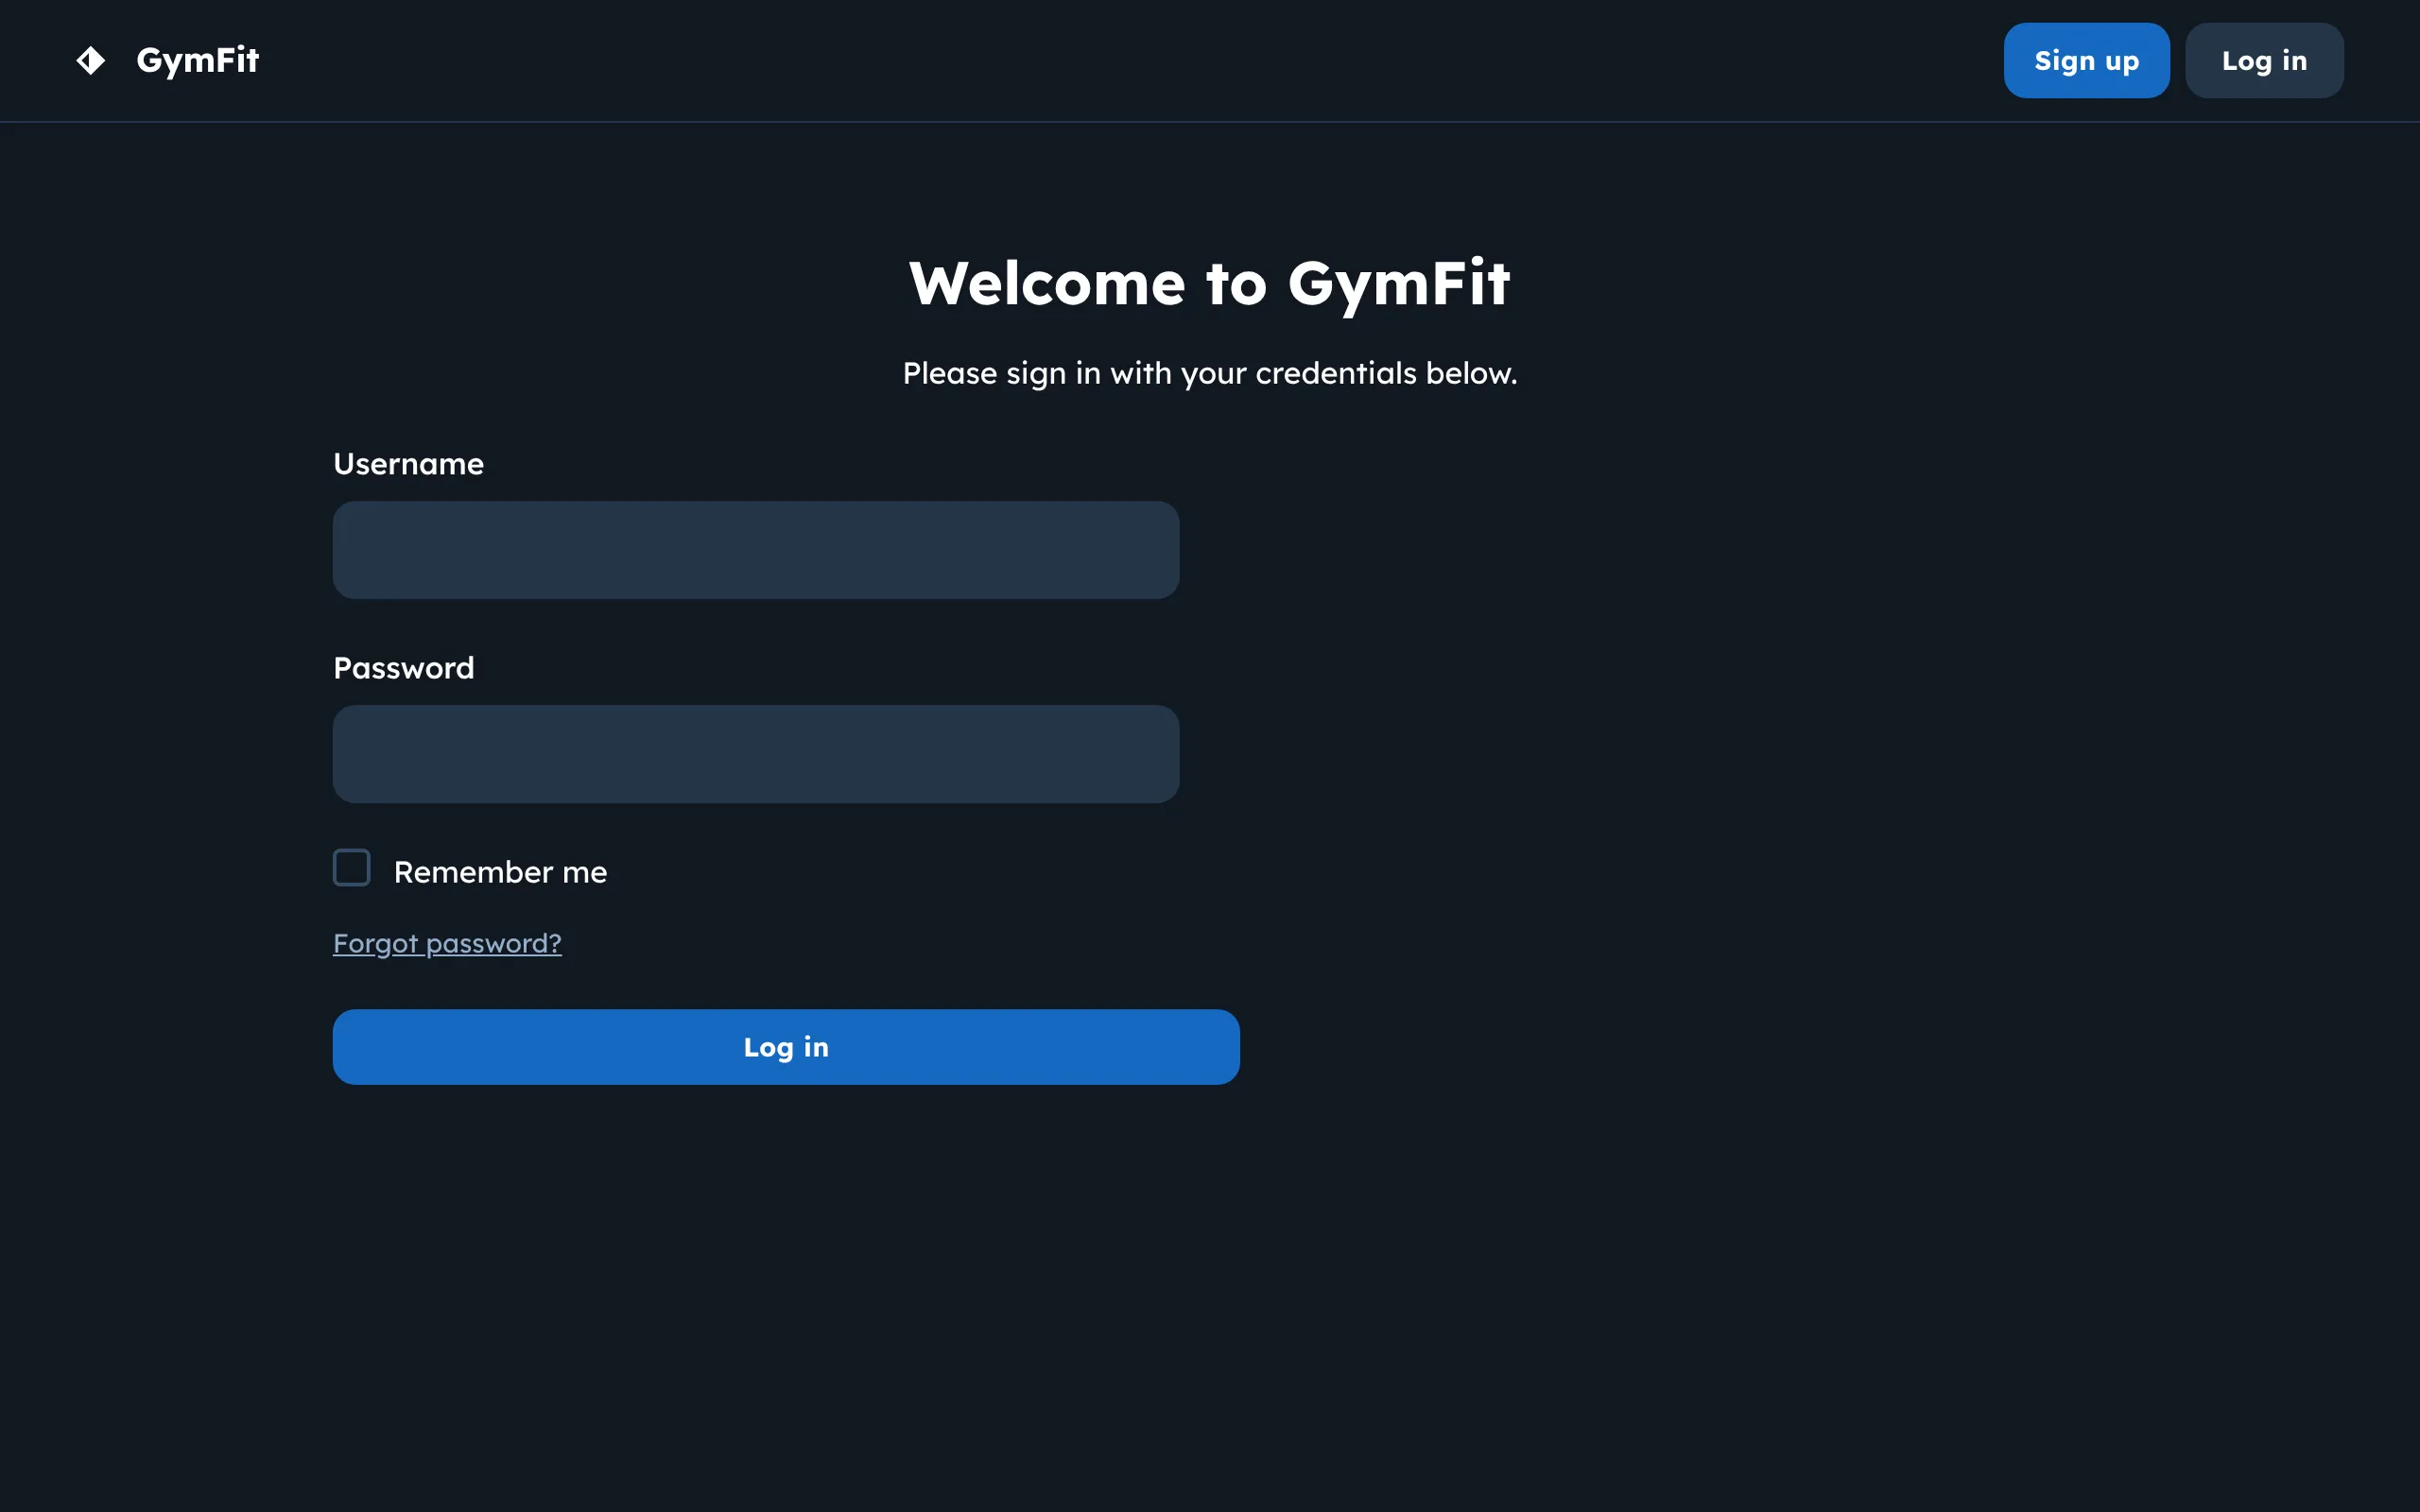 GymFit
Sign up
Log in
Welcome to GymFit
Please sign in with your credentials below.
Username
Password
Remember me
Forgot password?
Log in